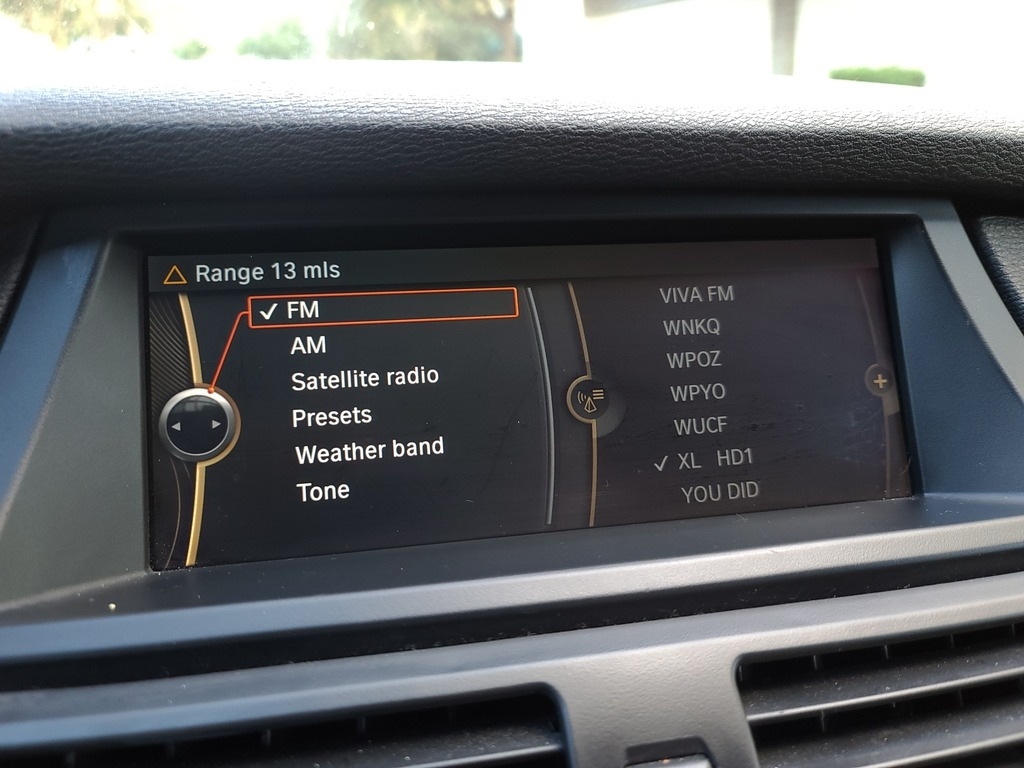 Range 13 mls
FM
AM
Satellite radio
Presets
Weather band
Tone
VIVA FM
WNKQ
WPOZ
WPYO
WUCF
XL HD1
YOU DID